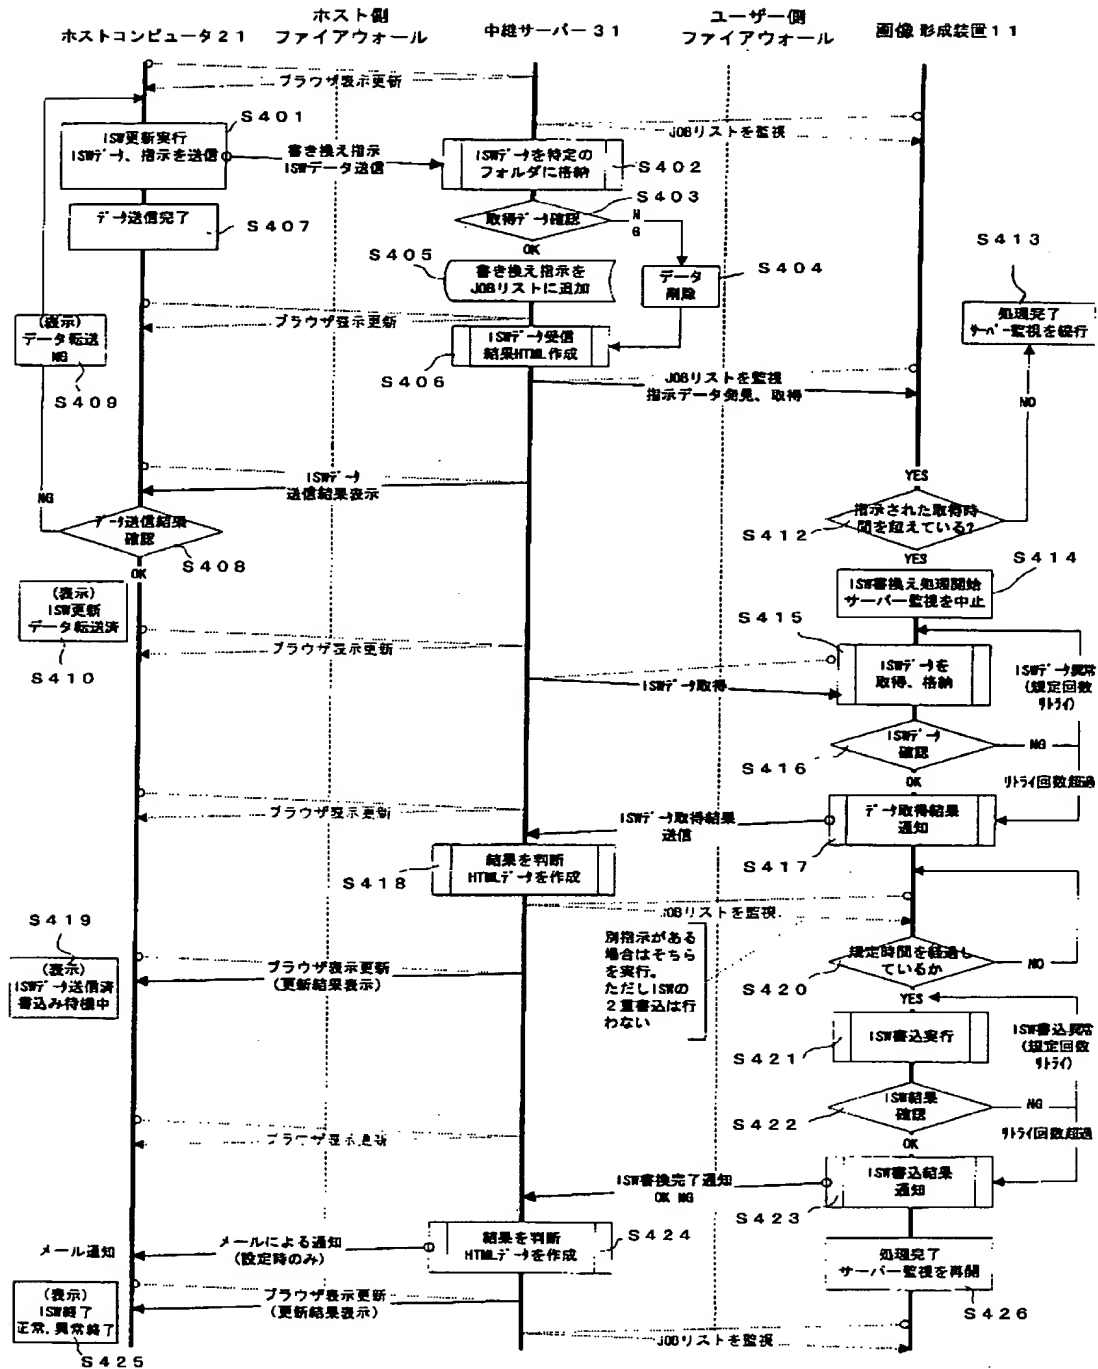 ホストコンピュータ21
ホスト側
ファイアウォール
中継サーバー31
ユーザー側
ファイアウォール
画像形成装置11
ブラウザ表示更新
JOBリストを監視
S401
ISW更新実行
ISWデータ、指示を送信
書き換え指示
ISWデータ送信
ISWデータを特定の
フォルダに格納
S402
S403
データ送信完了
S407
取得データ確認
NG
OK
S413
S405
書き換え指示を
JOBリストに追加
データ
削除
S404
処理完了
サーバー監視を続行
ブラウザ表示更新
(表示)
データ転送
NG
S409
ISWデータ受信
結果HTML作成
S406
JOBリストを監視
指示データ発見、取得
NO
ISWデータ
送信結果表示
YES
NG
データ送信結果
確認
S408
OK
指示された取得時
間を超えている?
S412
YES
S414
(表示)
ISW更新
データ転送済
S410
ISW書換え処理開始
サーバー監視を中止
S415
ブラウザ表示更新
ISWデータ取得
ISWデータを
取得、格納
ISWデータ異常
(規定回数
リトライ)
ISWデータ
確認
NG
S416
OK
リトライ回数超過
ブラウザ表示更新
ISWデータ取得結果
送信
データ取得結果
通知
S417
結果を判断
HTMLデータを作成
S418
JOBリストを監視
S419
(表示)
ISWデータ送信済
書込み待機中
ブラウザ表示更新
(更新結果表示)
別指示がある
場合はそちら
を実行。
ただしISWの
2重書込は行
わない
規定時間を経過し
ているか
NO
S420
YES
ISW書込実行
S421
ISW書込異常
(規定回数
リトライ)
ISW結果
確認
NG
S422
OK
リトライ回数超過
ブラウザ表示更新
ISW書換完了通知
OK NG
ISW書込結果
通知
S423
メール通知
メールによる通知
(設定時のみ)
結果を判断
HTMLデータを作成
S424
処理完了
サーバー監視を再開
S426
(表示)
ISW終了
正常、異常終了
S425
ブラウザ表示更新
(更新結果表示)
JOBリストを監視